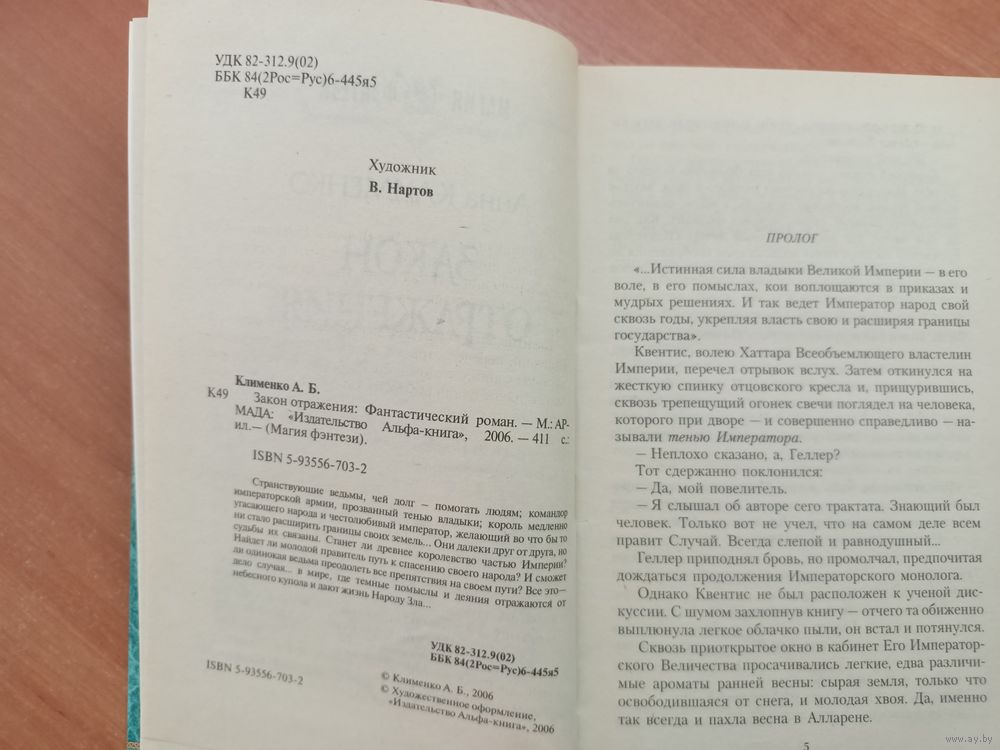 УДК 82-312.9(02)
ББК 84(2Рос=Рус)6-445я5
К49
Художник
В. Нартов
Клименко А. Б.
К49
Закон отражения: Фантастический роман. — М.: АР-
МАДА: «Издательство Альфа-книга», 2006. — 411 с.:
ил.— (Магия фэнтези).
ISBN 5-93556-703-2
Странствующие ведьмы, чей долг — помогать людям; командор
императорской армии, прозванный тенью владыки; король медленно
угасающего народа и честолюбивый император, желающий во что бы то
ни стало расширить границы своих земель... Они далеки друг от друга, но
судьбы их связаны. Станет ли древнее королевство частью Империи?
Найдет ли молодой правитель путь к спасению своего народа? И сможет
ли одинокая ведьма преодолеть все препятствия на своем пути? Все это—
дело случая... в мире, где темные помыслы и деяния отражаются от
небесного купола и дают жизнь Народу Зла...
УДК 82-312.9(02)
ББК 84(2Рос=Рус)6-445я5
ISBN 5-93556-703-2
© Клименко А. Б., 2006
© Художественное оформление,
«Издательство Альфа-книга», 2006
ПРОЛОГ
«...Истинная сила владыки Великой Империи — в его
воле, в его помыслах, кои воплощаются в приказах и
мудрых решениях. И так ведет Император народ свой
сквозь годы, укрепляя власть свою и расширяя границы
государства».
Квентис, волею Хаттара Всеобъемлющего властелин
Империи, перечел отрывок вслух. Затем откинулся на
жесткую спинку отцовского кресла и, прищурившись,
сквозь трепещущий огонек свечи поглядел на человека,
которого при дворе — и совершенно справедливо — на-
зывали тенью Императора.
— Неплохо сказано, а, Геллер?
Тот сдержанно поклонился:
— Да, мой повелитель.
— Я слышал об авторе сего трактата. Знающий был
человек. Только вот не учел, что на самом деле всем
правит Случай. Всегда слепой и равнодушный...
Геллер приподнял бровь, но промолчал, предпочитая
дождаться продолжения Императорского монолога.
Однако Квентис не был расположен к ученой дис-
куссии. С шумом захлопнув книгу — отчего та обиженно
выплюнула легкое облачко пыли, он встал и потянулся.
Сквозь приоткрытое окно в кабинет Его Император-
ского Величества просачивались легкие, едва различи-
мые ароматы ранней весны: сырая земля, только что
освободившаяся от снега, и молодая хвоя. Да, именно
так всегда и пахла весна в Алларене.
5
www.ay.by